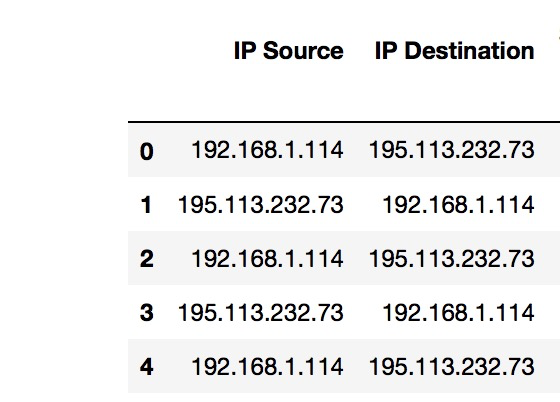 IP Source IP Destination
0 192.168.1.114 195.113.232.73
1 195.113.232.73 192.168.1.114
2 192.168.1.114 195.113.232.73
3 195.113.232.73 192.168.1.114
4 192.168.1.114 195.113.232.73